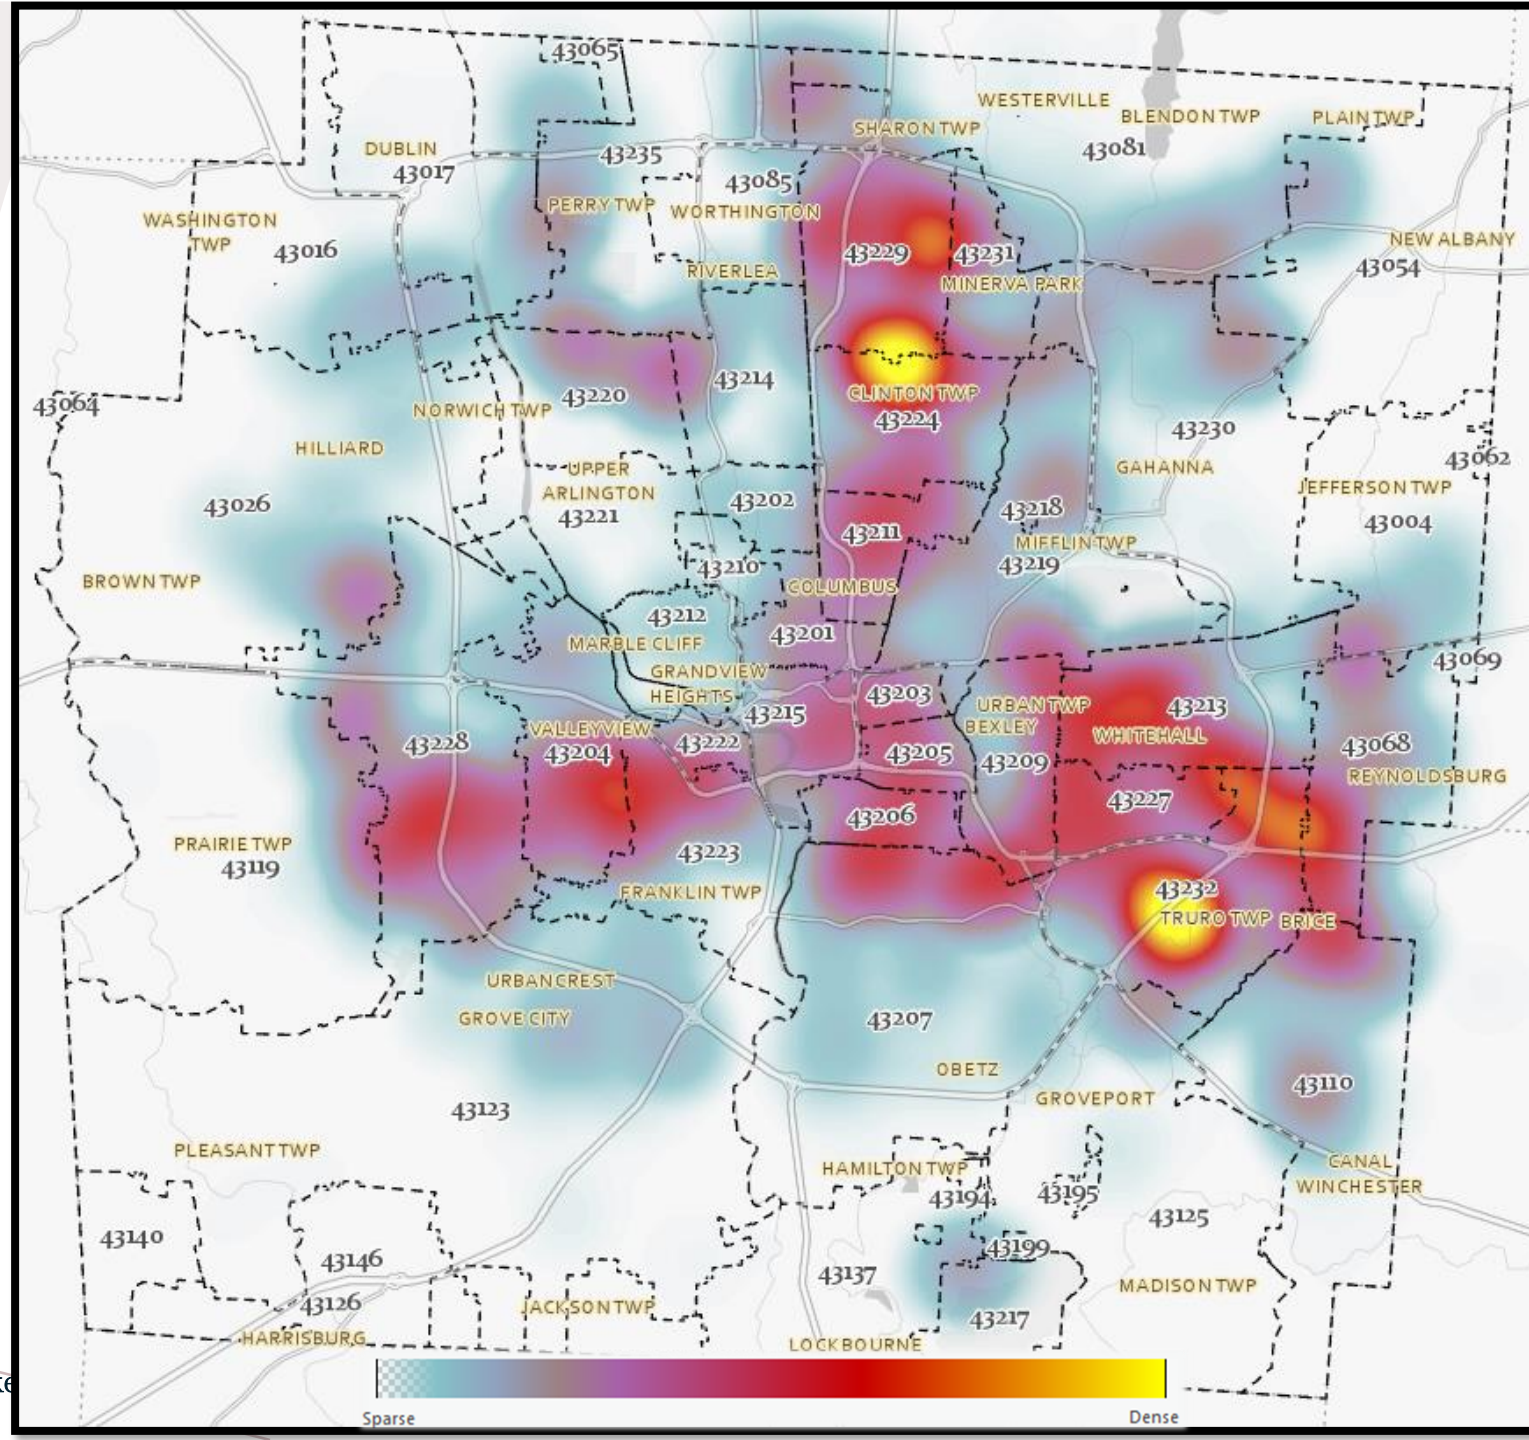 43065
WESTERVILLE
BLENDON TWP
PLAIN TWP
SHARON TWP
DUBLIN
43235
43081
43017
43085
PERRY TWP
WORTHINGTON
WASHINGTON
TWP
43016
43229
43231
NEW ALBANY
43054
RIVERLEA
MINERVA PARK
43214
43064
NORWICH TWP
43220
CLINTON TWP
43224
43230
HILLIARD
GAHANNA
43062
UPPER
ARLINGTON
43221
43026
43202
43218
JEFFERSON TWP
43004
43211
MIFFLIN TWP
43219
43210
BROWN TWP
COLUMBUS
43212
43201
MARBLE CLIFF
GRANDVIEW
HEIGHTS
43069
43203
URBAN TWP
BEXLEY
43213
43215
VALLEYVIEW
43204
43222
43228
43205
43209
WHITEHALL
43068
REYNOLDSBURG
43227
43206
PRAIRIE TWP
43119
43223
FRANKLIN TWP
43232
TRURO TWP
BRICE
URBANCREST
GROVE CITY
43207
OBETZ
43110
GROVEPORT
43123
PLEASANT TWP
HAMILTON TWP
CANAL
WINCHESTER
43194
43195
43125
43140
43146
43199
43137
43126
JACKSON TWP
MADISON TWP
43217
HARRISBURG
LOCKBOURNE
Sparse
Dense